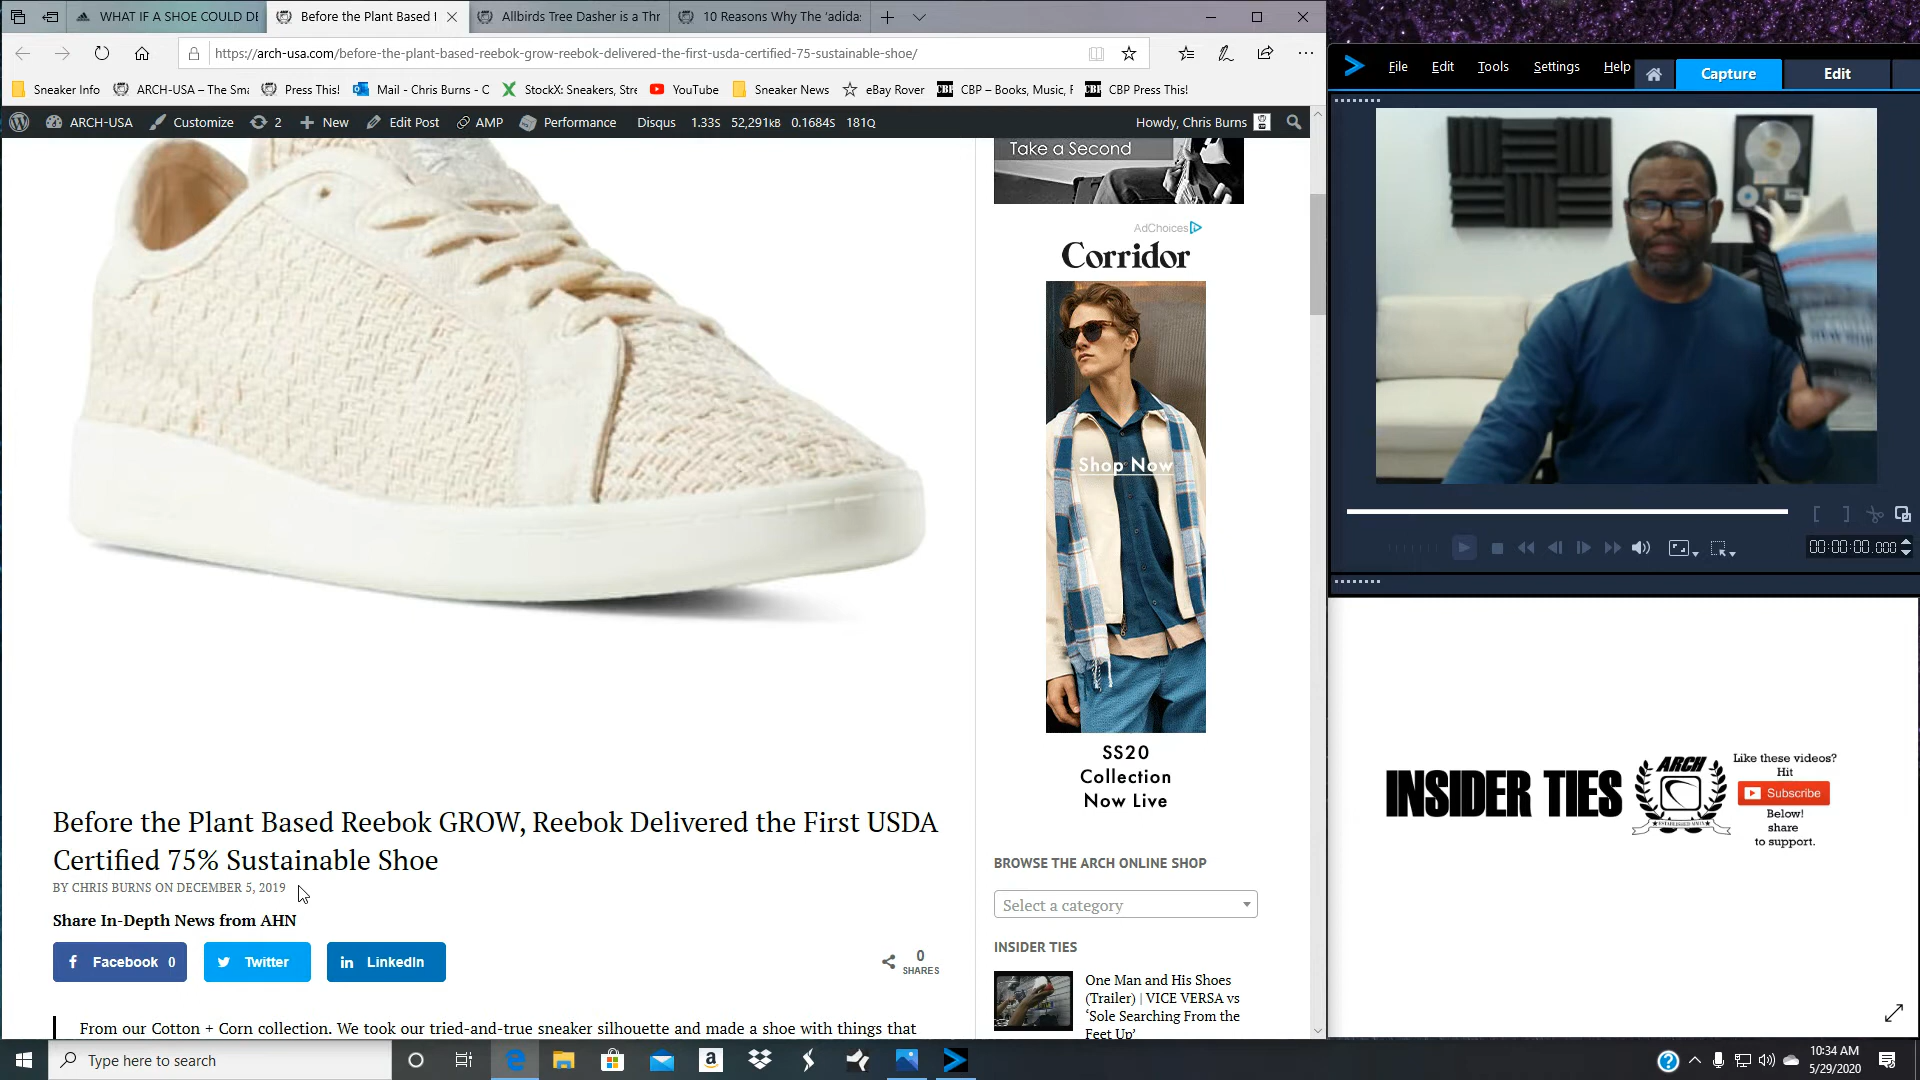 WHAT IF A SHOE COULD DE
Before the Plant Based I
Allbirds Tree Dasher is a Thr
10 Reasons Why The 'adida:
https://arch-usa.com/before-the-plant-based-reebok-grow-reebok-delivered-the-first-usda-certified-75-sustainable-shoe/
Sneaker Info
ARCH-USA – The Sma
Press This!
Mail - Chris Burns - C
StockX: Sneakers, Stre
YouTube
Sneaker News
eBay Rover
CBP CBP – Books, Music, F
CBP CBP Press This!
ARCH-USA
Customize
2
New
Edit Post
AMP
Performance
Disqus
1.33S 52,291KB 0.1684S 181Q
Howdy, Chris Burns
Take a Second
AdChoices
Corridor
Shop Now
SS20
Collection
Now Live
Before the Plant Based Reebok GROW, Reebok Delivered the First USDA
Certified 75% Sustainable Shoe
BY CHRIS BURNS ON DECEMBER 5, 2019
Share In-Depth News from AHN
Facebook 0
Twitter
LinkedIn
0
SHARES
From our Cotton + Corn collection. We took our tried-and-true sneaker silhouette and made a shoe with things that
BROWSE THE ARCH ONLINE SHOP
Select a category
INSIDER TIES
One Man and His Shoes
(Trailer) | VICE VERSA vs
'Sole Searching From the
Feet Up'
File Edit Tools Settings Help
Capture
Edit
00:00:00.000
INSIDER TIES
ARCH
Like these videos?
Hit
Subscribe
Below!
share
to support.
Type here to search
10:34 AM
5/29/2020